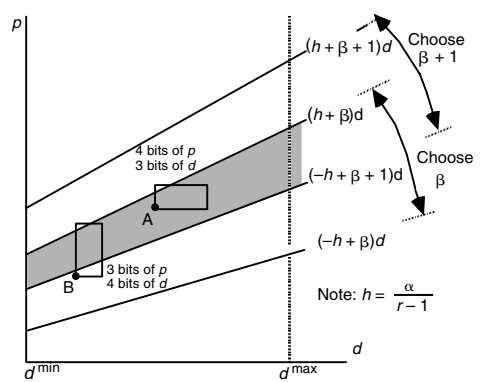 p
(h + β + 1)d
Choose
β + 1
4 bits of p
3 bits of d
(h + β)d
A
Choose
β
(–h + β + 1)d
(–h + β)d
3 bits of p
4 bits of d
B
Note: h = α / r – 1
d
d min
d max